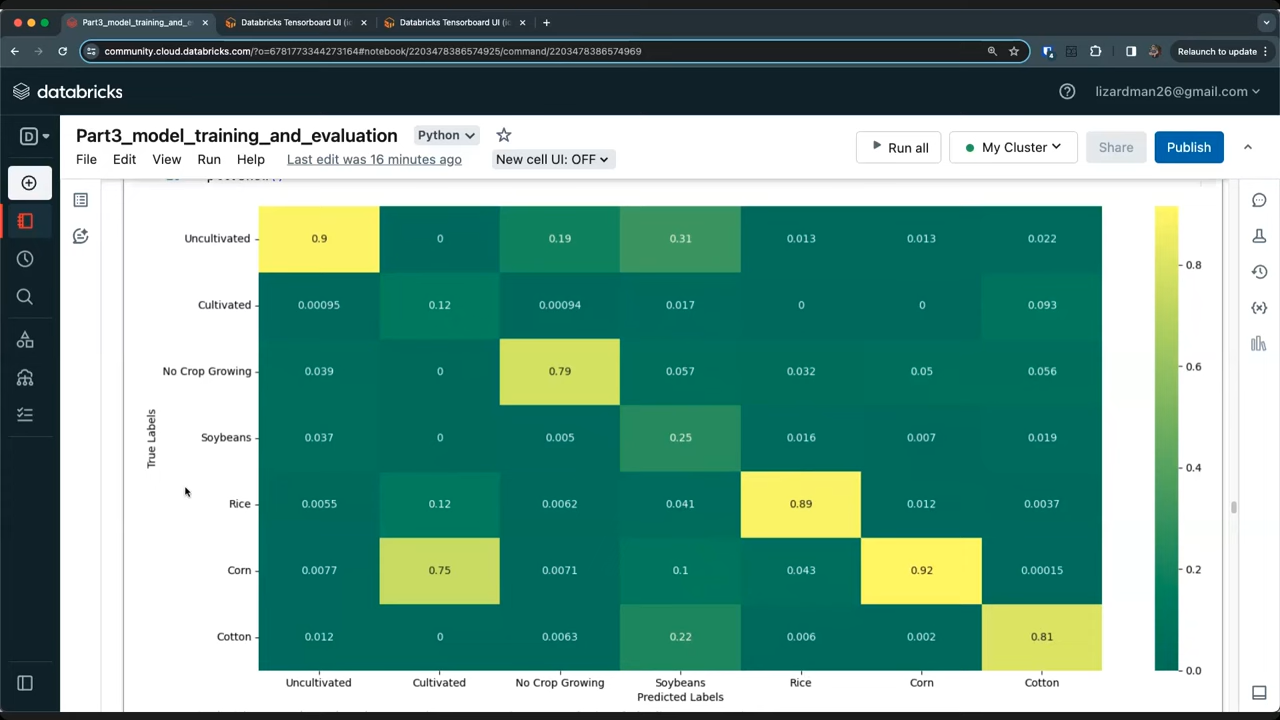 Part3_model_training_and_e
Databricks Tensorboard UI
Databricks Tensorboard UI
community.cloud.databricks.com/?o=6781773344273164#notebook/2203478386574925/command/2203478386574969
Relaunch to update
databricks
lizardman26@gmail.com
D
Part3_model_training_and_evaluation
Python
Run all
My Cluster
Share
Publish
File Edit View Run Help Last edit was 16 minutes ago New cell UI: OFF
Uncultivated 0.9 0 0.19 0.31 0.013 0.013 0.022
0.8
Cultivated 0.00095 0.12 0.00094 0.017 0 0 0.093
0.6
No Crop Growing 0.039 0 0.79 0.057 0.032 0.05 0.056
True Labels
Soybeans 0.037 0 0.005 0.25 0.016 0.007 0.019
0.4
Rice 0.0055 0.12 0.0062 0.041 0.89 0.012 0.0037
Corn 0.0077 0.75 0.0071 0.1 0.043 0.92 0.00015
0.2
Cotton 0.012 0 0.0063 0.22 0.006 0.002 0.81
0.0
Uncultivated Cultivated No Crop Growing Soybeans Rice Corn Cotton
Predicted Labels